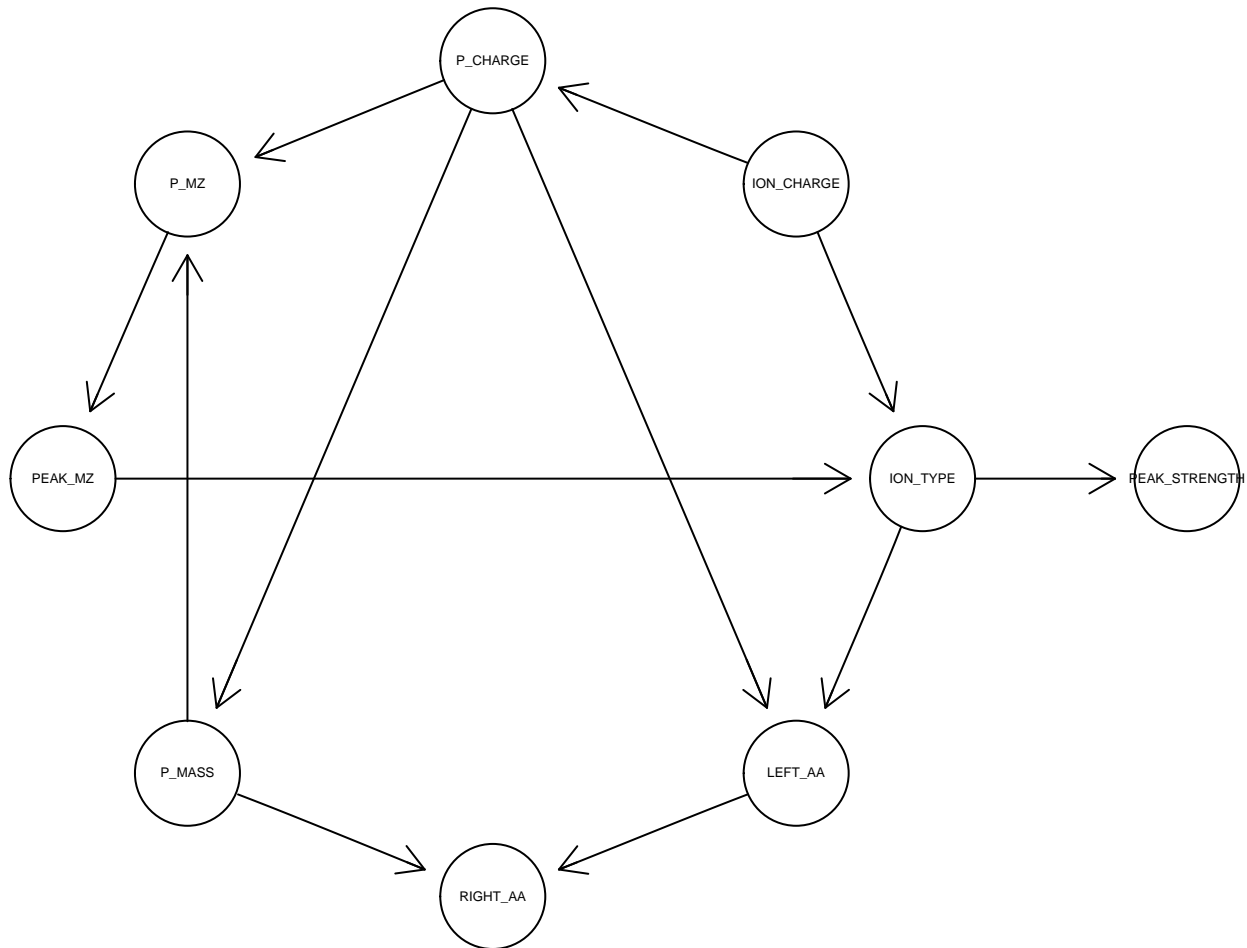 P_CHARGE
P_MZ
ION_CHARGE
PEAK_MZ
ION_TYPE
PEAK_STRENGTH
P_MASS
LEFT_AA
RIGHT_AA